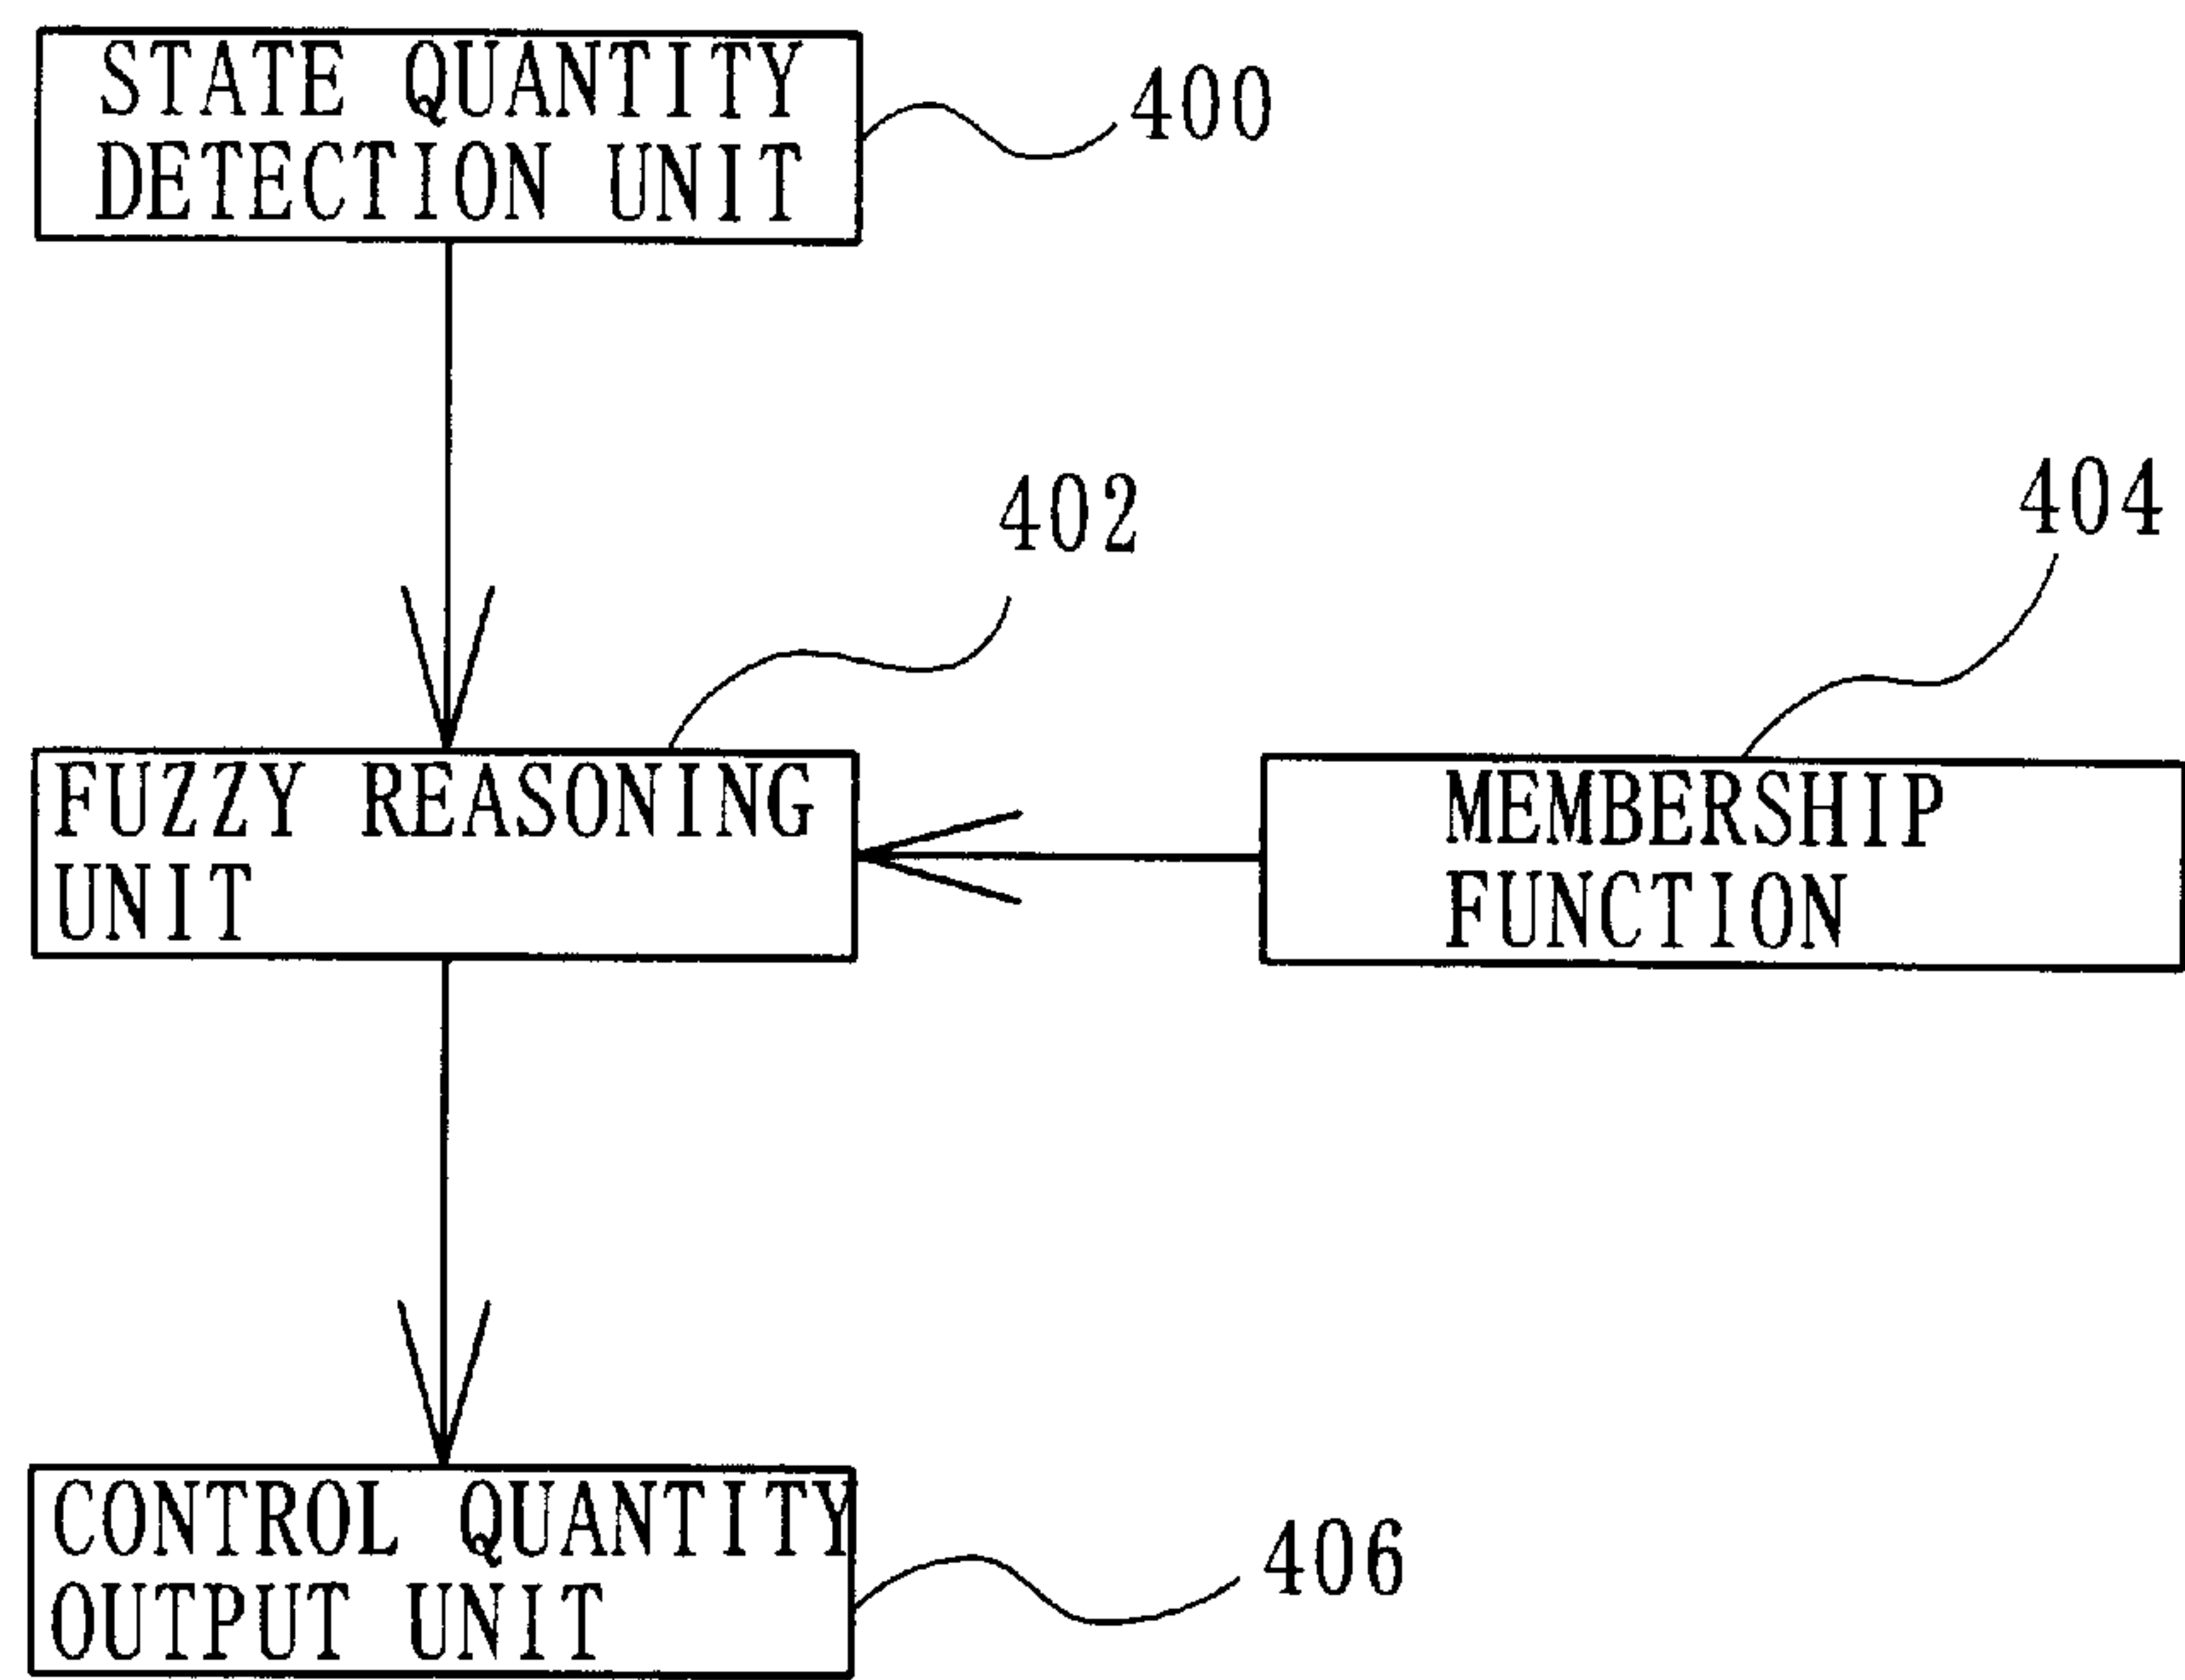 STATE QUANTITY
DETECTION UNIT
400
402
404
FUZZY REASONING
UNIT
MEMBERSHIP
FUNCTION
CONTROL QUANTITY
OUTPUT UNIT
406